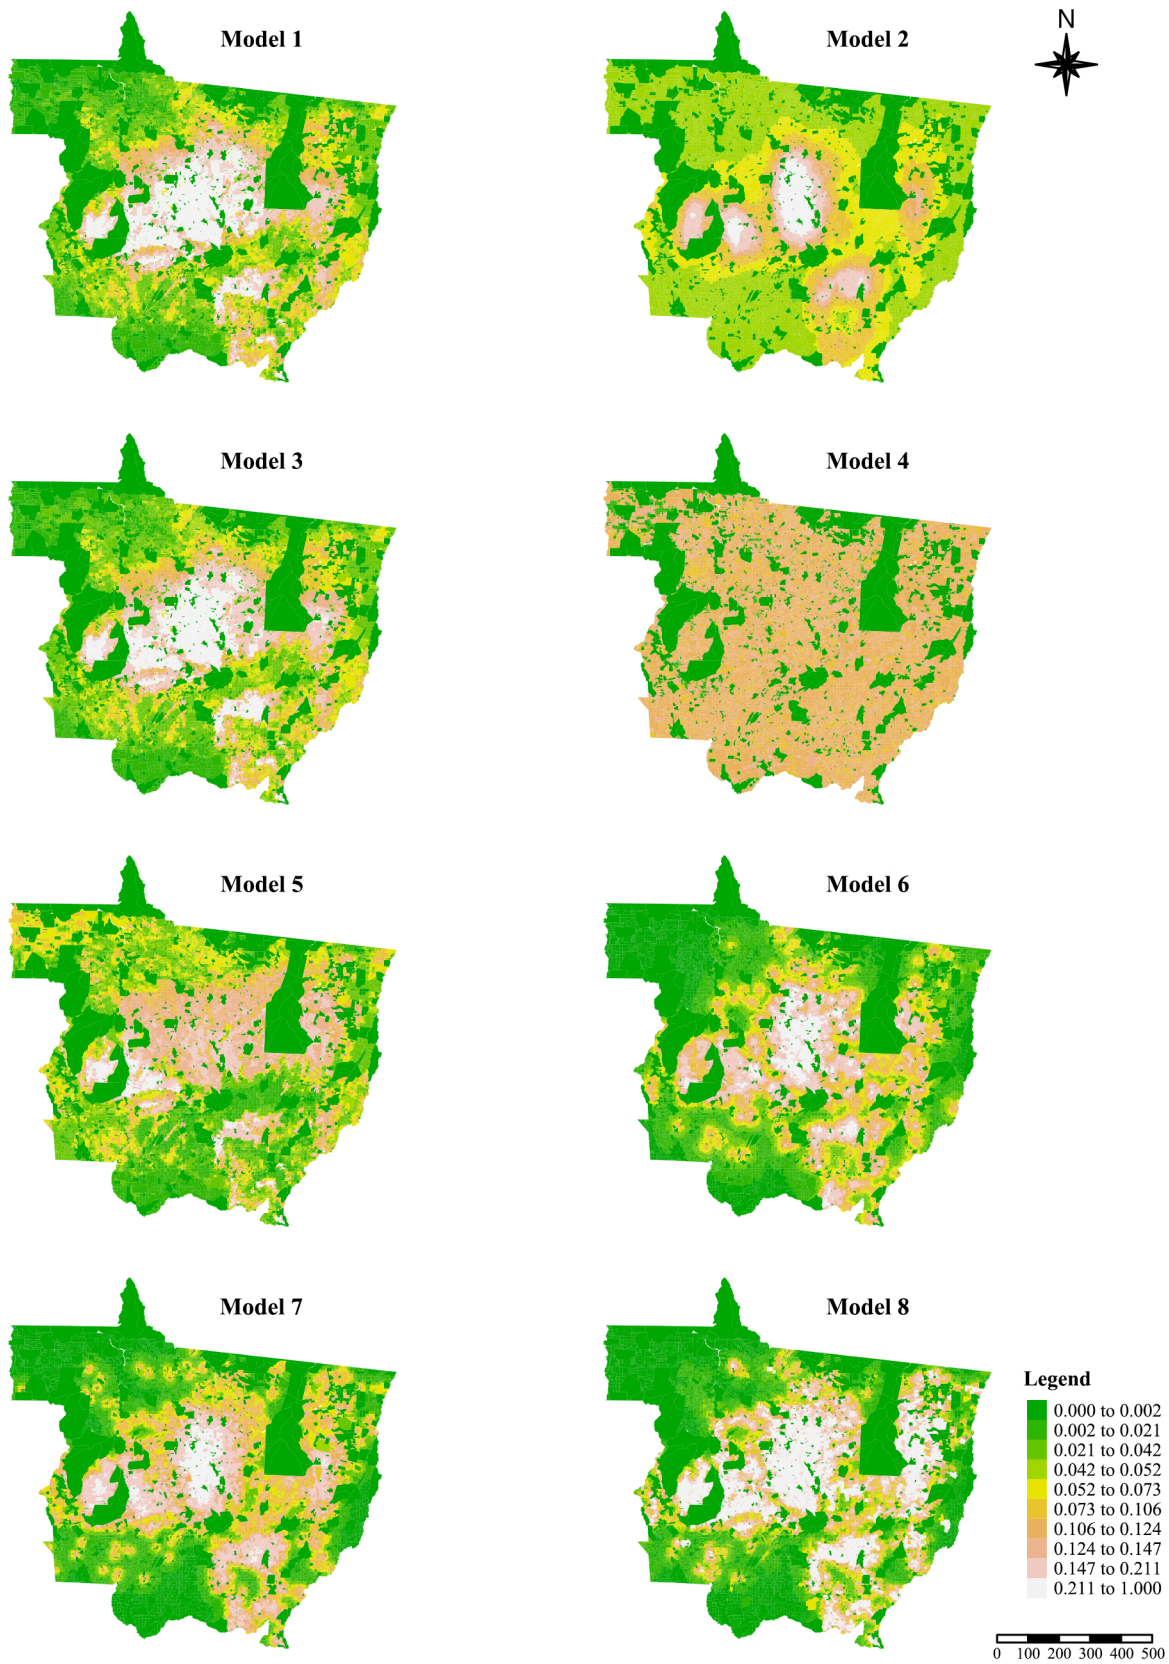 Model 1
Model 2
N
Model 3
Model 4
Model 5
Model 6
Model 7
Model 8
Legend
0.000 to 0.002
0.002 to 0.021
0.021 to 0.042
0.042 to 0.052
0.052 to 0.073
0.073 to 0.106
0.106 to 0.124
0.124 to 0.147
0.147 to 0.211
0.211 to 1.000
0 100 200 300 400 500